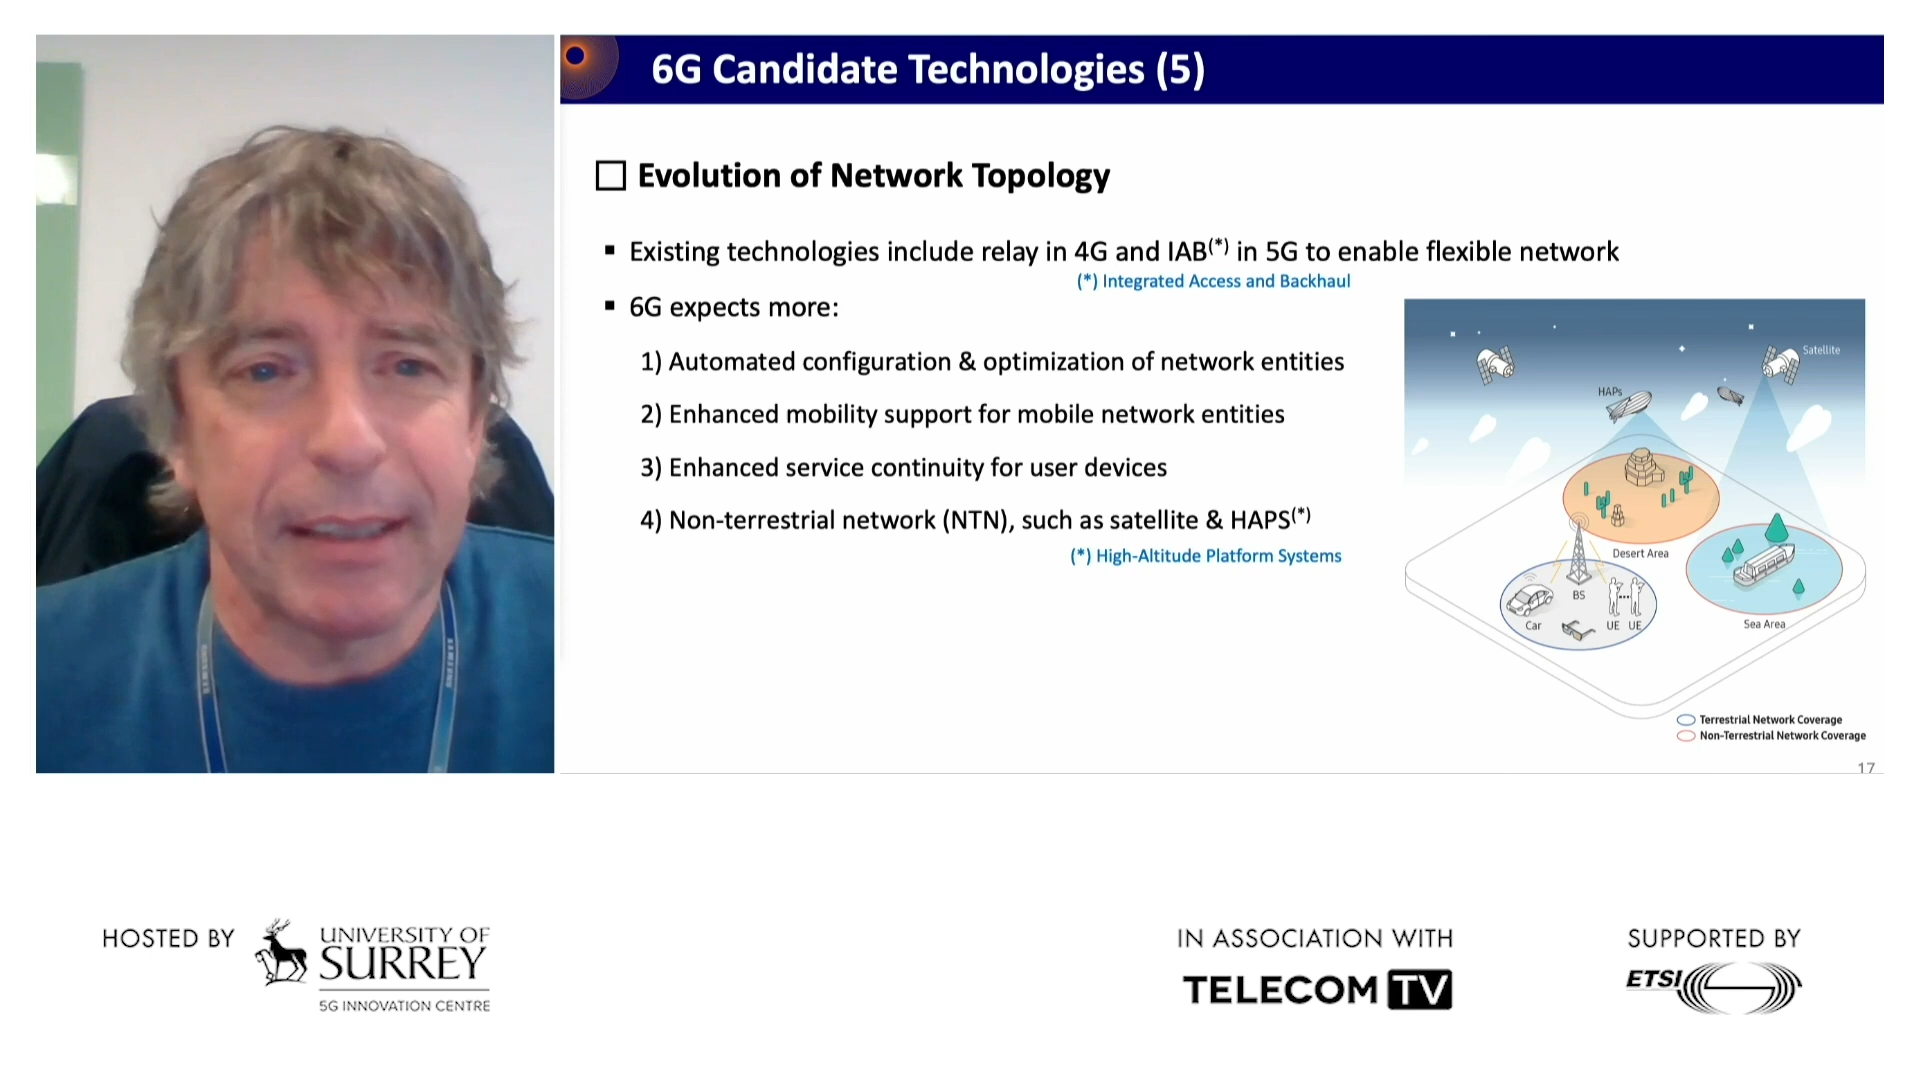 6G Candidate Technologies (5)
Evolution of Network Topology
▪ Existing technologies include relay in 4G and IAB(*) in 5G to enable flexible network
(*) Integrated Access and Backhaul
▪ 6G expects more:
1) Automated configuration & optimization of network entities
2) Enhanced mobility support for mobile network entities
3) Enhanced service continuity for user devices
4) Non-terrestrial network (NTN), such as satellite & HAPS(*)
(*) High-Altitude Platform Systems
Satellite
HAPs
Desert Area
BS
Car
UE UE
Sea Area
Terrestrial Network Coverage
Non-Terrestrial Network Coverage
17
HOSTED BY
UNIVERSITY OF
SURREY
5G INNOVATION CENTRE
IN ASSOCIATION WITH
TELECOM TV
SUPPORTED BY
ETSI